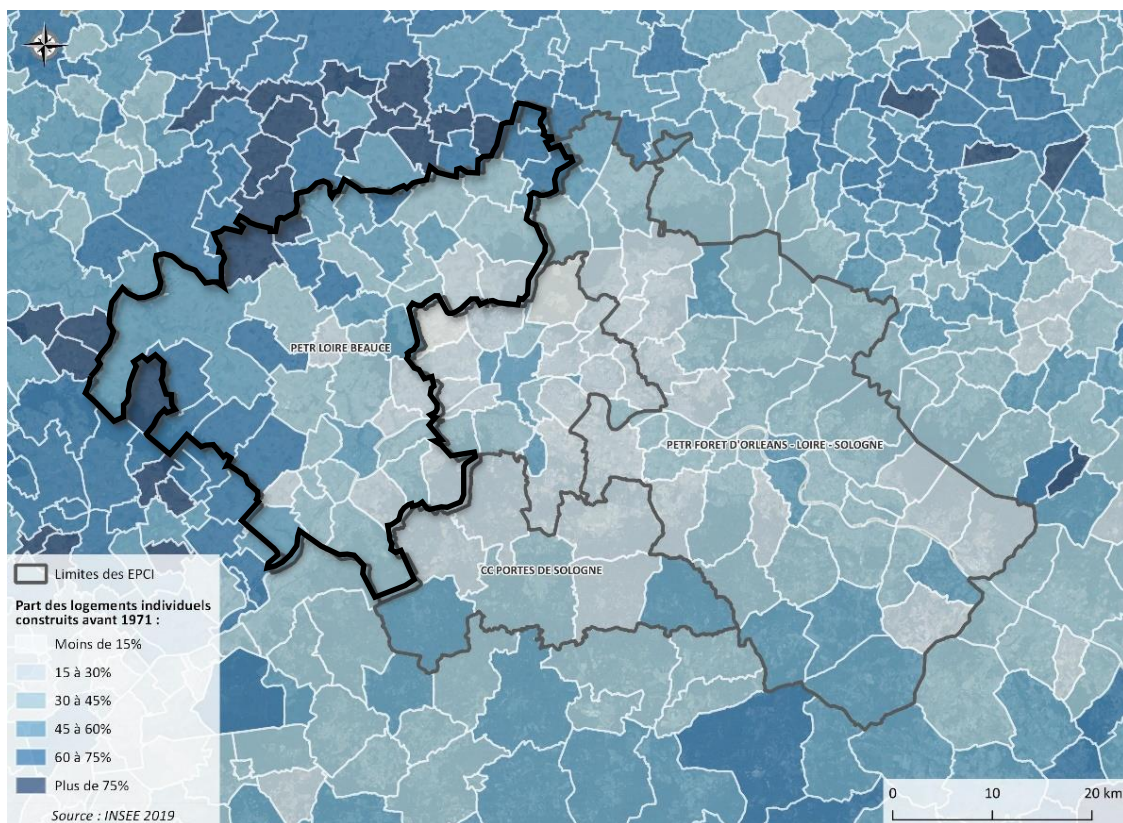 PETR LOIRE BEAUCE
PETR FORET D'ORLEANS - LOIRE - SOLOGNE
CC PORTES DE SOLOGNE
Limites des EPCI
Part des logements individuels
construits avant 1971 :
Moins de 15%
15 à 30%
30 à 45%
45 à 60%
60 à 75%
Plus de 75%
Source : INSEE 2019
0 10 20 km